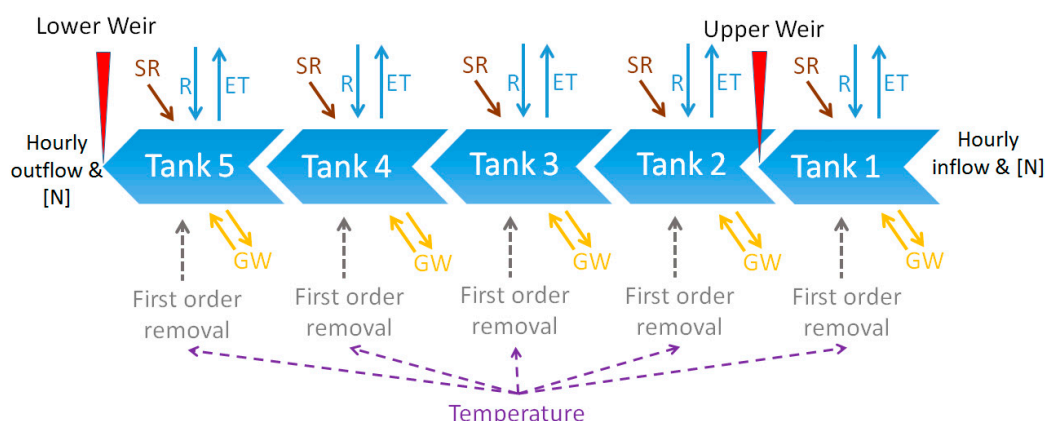 Lower Weir
Upper Weir
SR R ET
SR R ET
SR R ET
SR R ET
SR R ET
Hourly
outflow &
[N]
Tank 5
Tank 4
Tank 3
Tank 2
Tank 1
Hourly
inflow & [N]
GW
GW
GW
GW
GW
First order
removal
First order
removal
First order
removal
First order
removal
First order
removal
Temperature